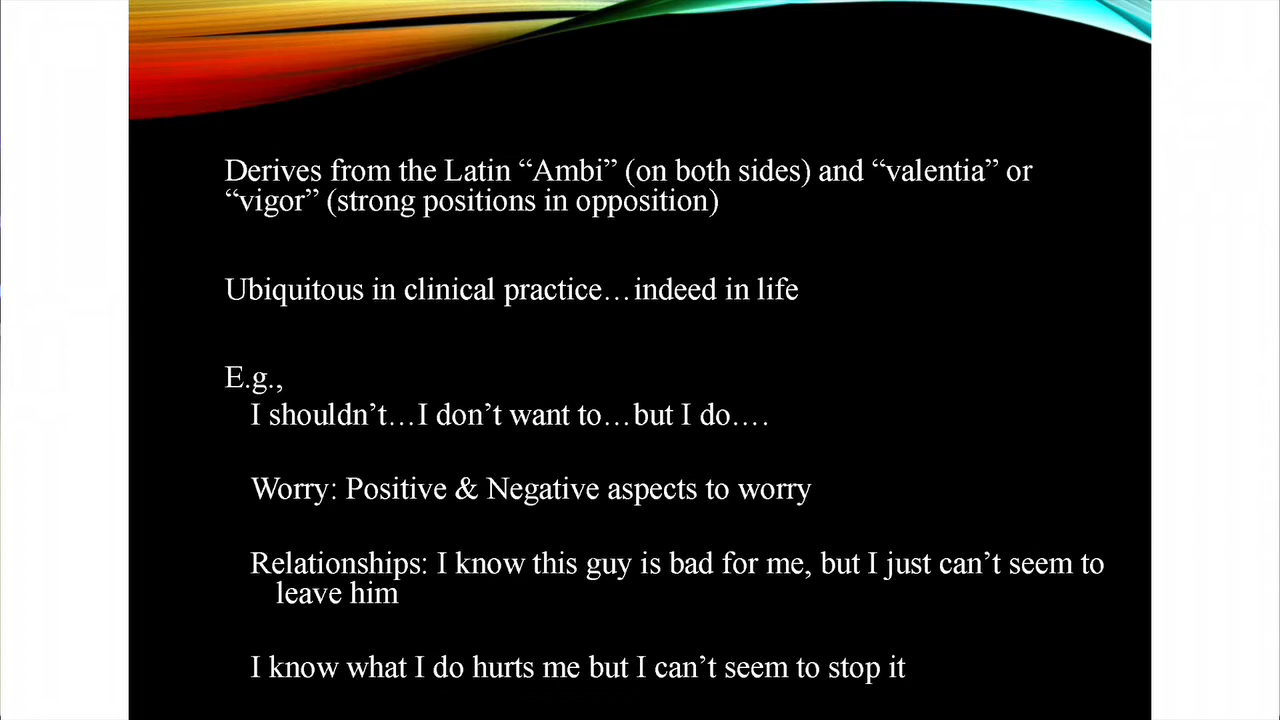 Derives from the Latin “Ambi” (on both sides) and “valentia” or
“vigor” (strong positions in opposition)
Ubiquitous in clinical practice…indeed in life
E.g.,
I shouldn’t…I don’t want to…but I do….
Worry: Positive & Negative aspects to worry
Relationships: I know this guy is bad for me, but I just can’t seem to
leave him
I know what I do hurts me but I can’t seem to stop it